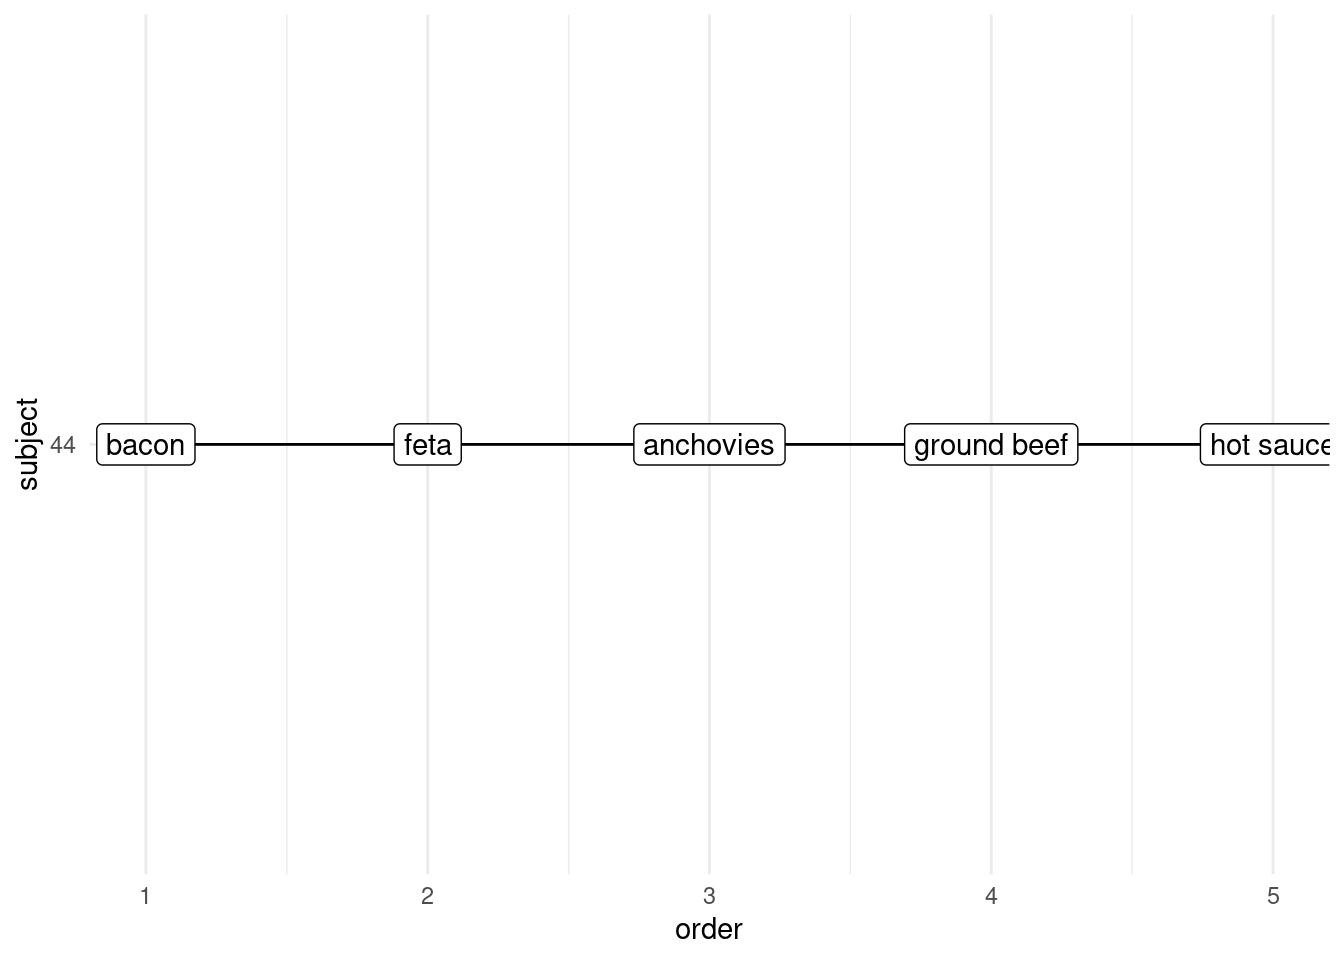 subject
44
bacon
feta
anchovies
ground beef
hot sauce
1
2
3
4
5
order